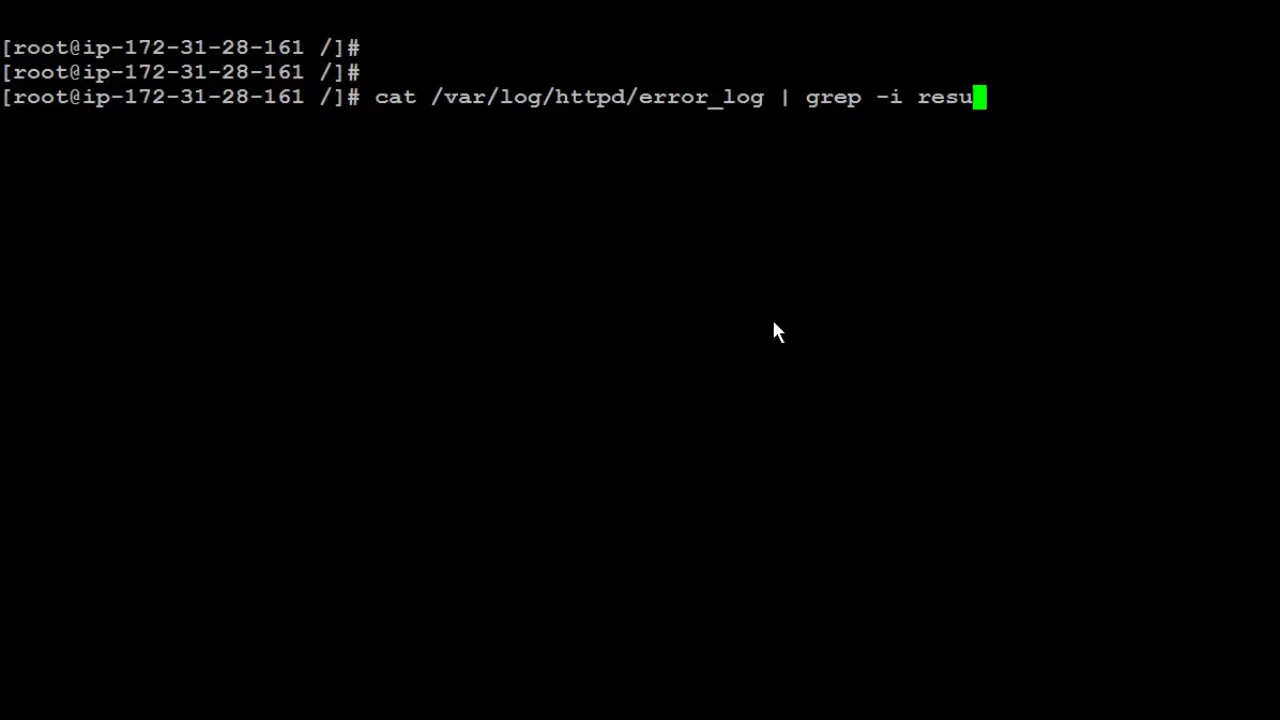 [root@ip-172-31-28-161 /]#
[root@ip-172-31-28-161 /]#
[root@ip-172-31-28-161 /]# cat /var/log/httpd/error_log | grep -i resu